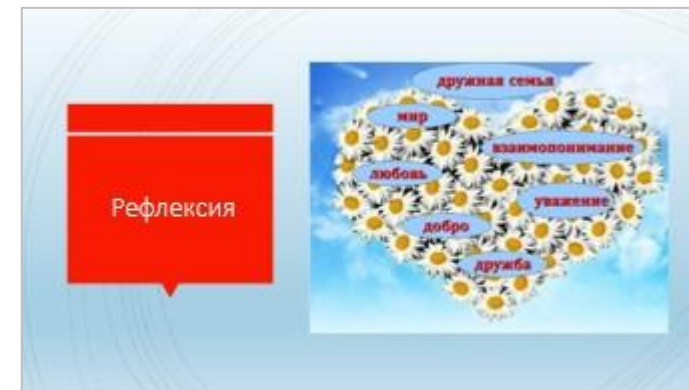 Рефлексия
дружная семья
мир
взаимопонимание
любовь
уважение
добро
дружба